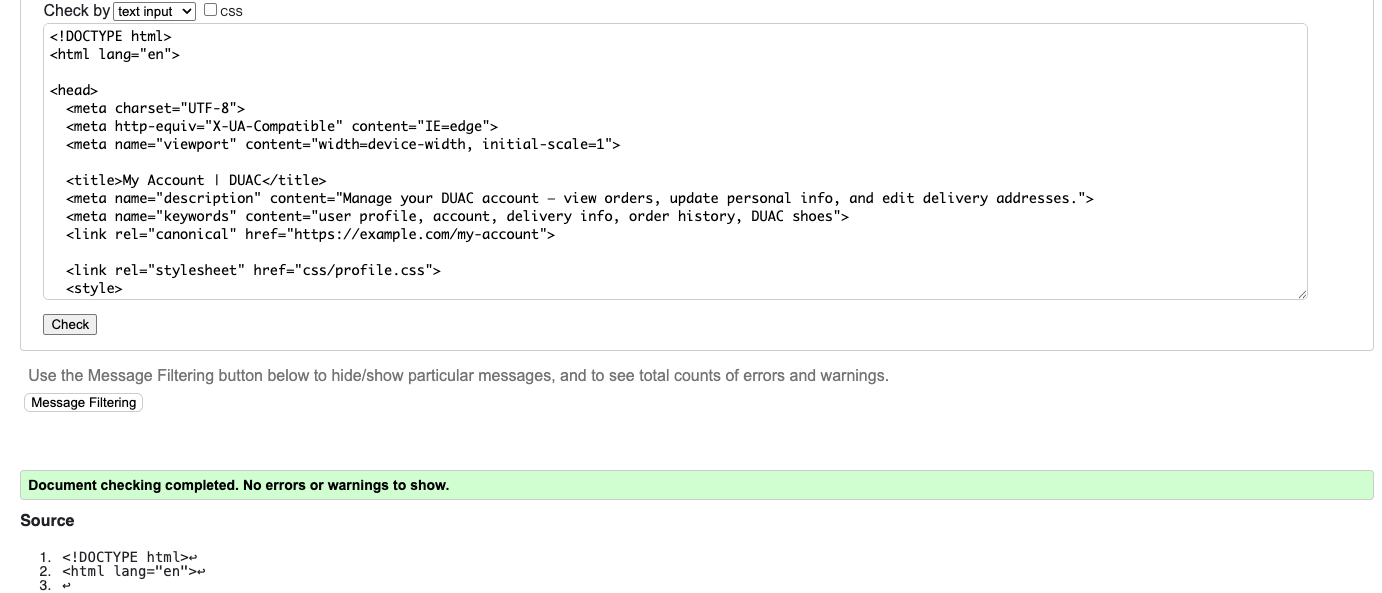 Check by text input CSS
<!DOCTYPE html>
<html lang="en">
<head>
<meta charset="UTF-8">
<meta http-equiv="X-UA-Compatible" content="IE=edge">
<meta name="viewport" content="width=device-width, initial-scale=1">
<title>My Account | DUAC</title>
<meta name="description" content="Manage your DUAC account – view orders, update personal info, and edit delivery addresses.">
<meta name="keywords" content="user profile, account, delivery info, order history, DUAC shoes">
<link rel="canonical" href="https://example.com/my-account">
<link rel="stylesheet" href="css/profile.css">
<style>
Check
Use the Message Filtering button below to hide/show particular messages, and to see total counts of errors and warnings.
Message Filtering
Document checking completed. No errors or warnings to show.
Source
1. <!DOCTYPE html>↩
2. <html lang="en">↩
3. ↩